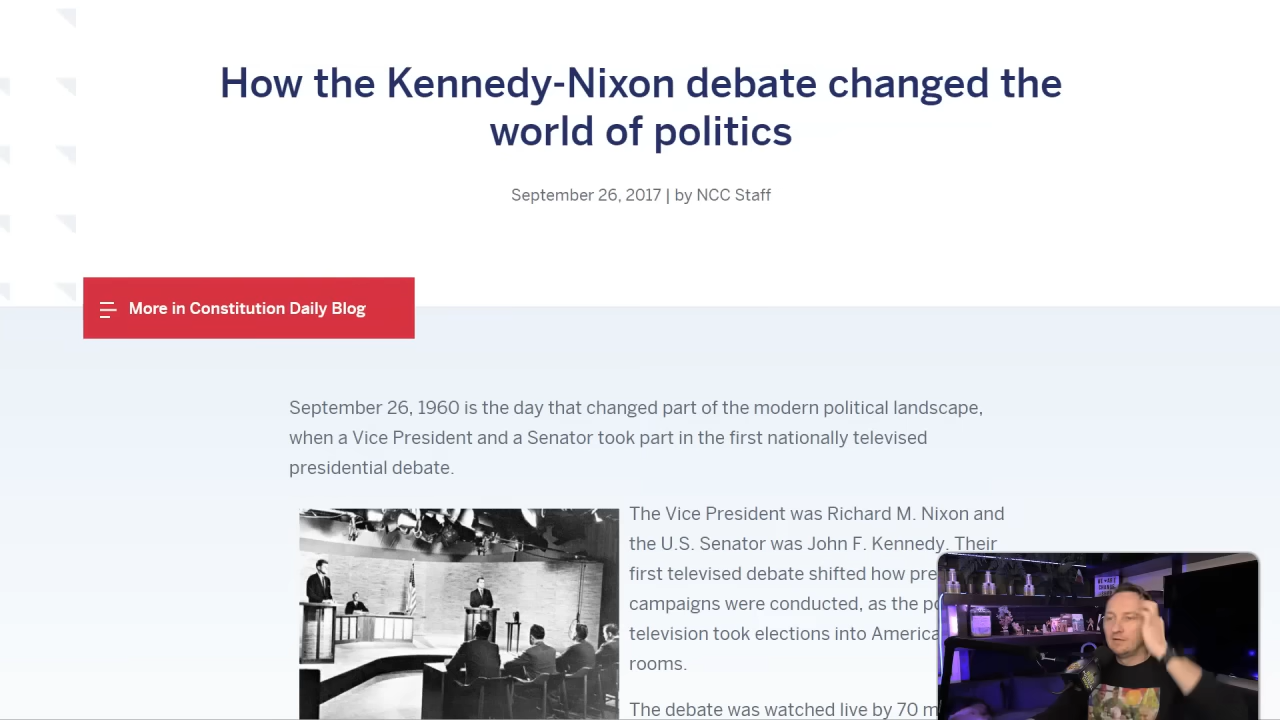 How the Kennedy-Nixon debate changed the
world of politics
September 26, 2017 | by NCC Staff
More in Constitution Daily Blog
September 26, 1960 is the day that changed part of the modern political landscape,
when a Vice President and a Senator took part in the first nationally televised
presidential debate.
The Vice President was Richard M. Nixon and
the U.S. Senator was John F. Kennedy. Their
first televised debate shifted how pre
campaigns were conducted, as the po
television took elections into America
rooms.
The debate was watched live by 70 m